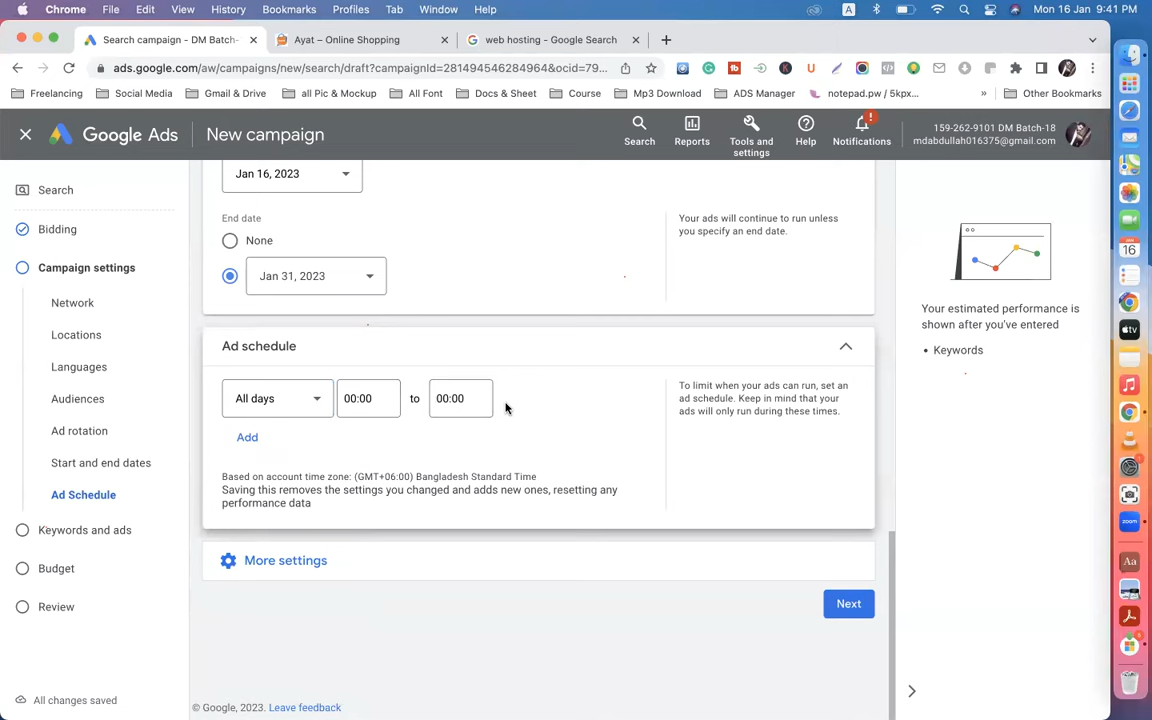 Chrome File Edit View History Bookmarks Profiles Tab Window Help A Mon 16 Jan 9:41 PM
Search campaign - DM Batch- Ayat – Online Shopping web hosting - Google Search
ads.google.com/aw/campaigns/new/search/draft?campaignId=281494546284964&ocid=79...
Freelancing Social Media Gmail & Drive all Pic & Mockup All Font Docs & Sheet Course Mp3 Download ADS Manager notepad.pw / 5kpx... » Other Bookmarks
Google Ads New campaign
Search Reports Tools and settings Help Notifications
159-262-9101 DM Batch-18
mdabdullah016375@gmail.com
Search
Bidding
Campaign settings
Network
Locations
Languages
Audiences
Ad rotation
Start and end dates
Ad Schedule
Keywords and ads
Budget
Review
All changes saved
Jan 16, 2023
End date
None
Jan 31, 2023
Your ads will continue to run unless
you specify an end date.
Ad schedule
All days 00:00 to 00:00
Add
To limit when your ads can run, set an
ad schedule. Keep in mind that your
ads will only run during these times.
Based on account time zone: (GMT+06:00) Bangladesh Standard Time
Saving this removes the settings you changed and adds new ones, resetting any
performance data
More settings
Next
© Google, 2023. Leave feedback
Your estimated performance is
shown after you've entered
• Keywords
16
tv
zoom
Aa